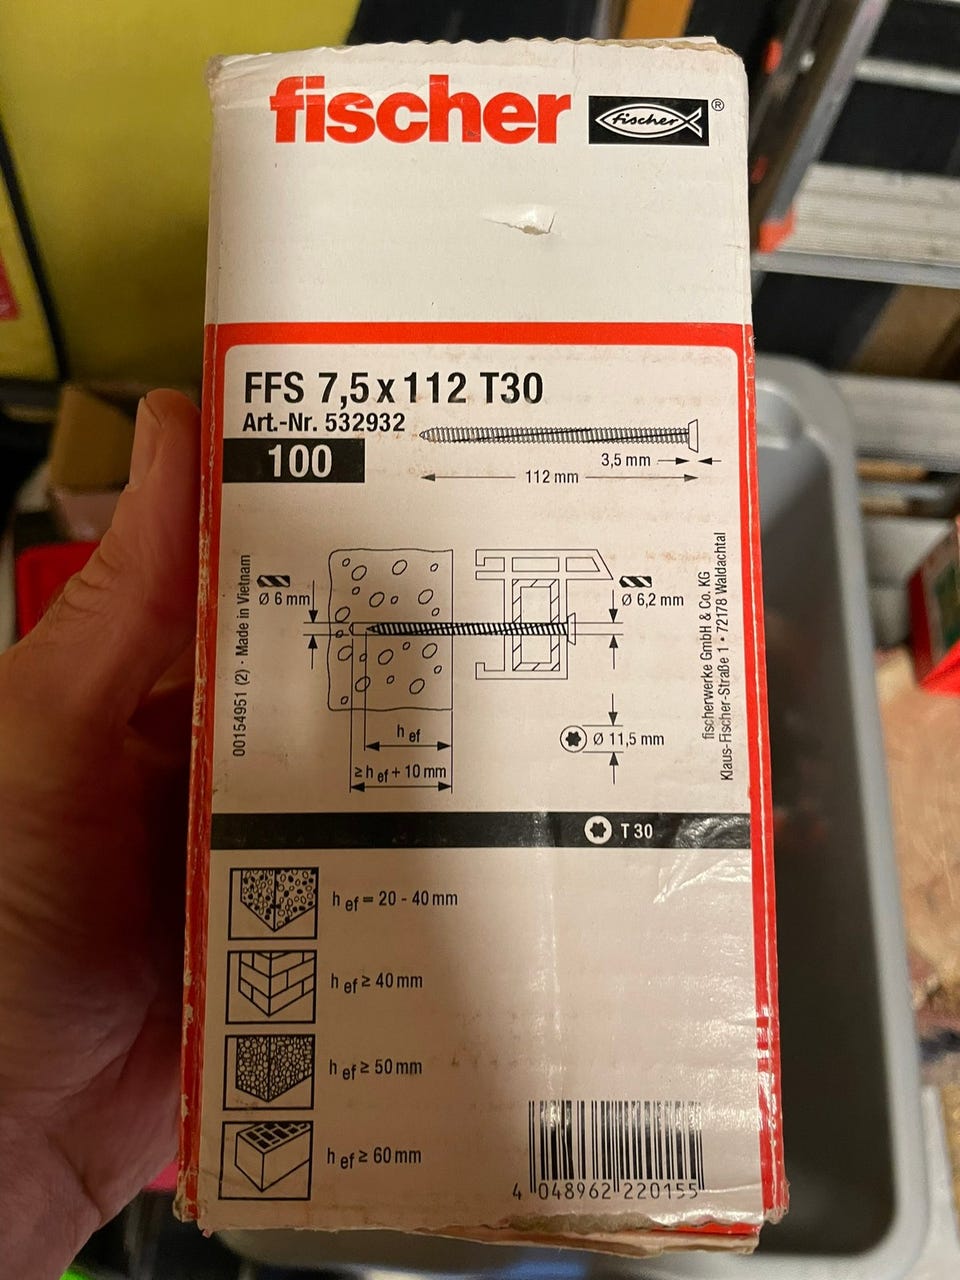 fischer
fischer ®
FFS 7,5 x 112 T30
Art.-Nr. 532932
100
3,5 mm
112 mm
00154951 (2) · Made in Vietnam
Ø 6 mm
Ø 6,2 mm
fischerwerke GmbH & Co. KG
Klaus-Fischer-Straße 1 • 72178 Waldachtal
h ef
≥ h ef + 10 mm
Ø 11,5 mm
T 30
h ef = 20 - 40 mm
h ef ≥ 40 mm
h ef ≥ 50 mm
h ef ≥ 60 mm
4 048962 220155